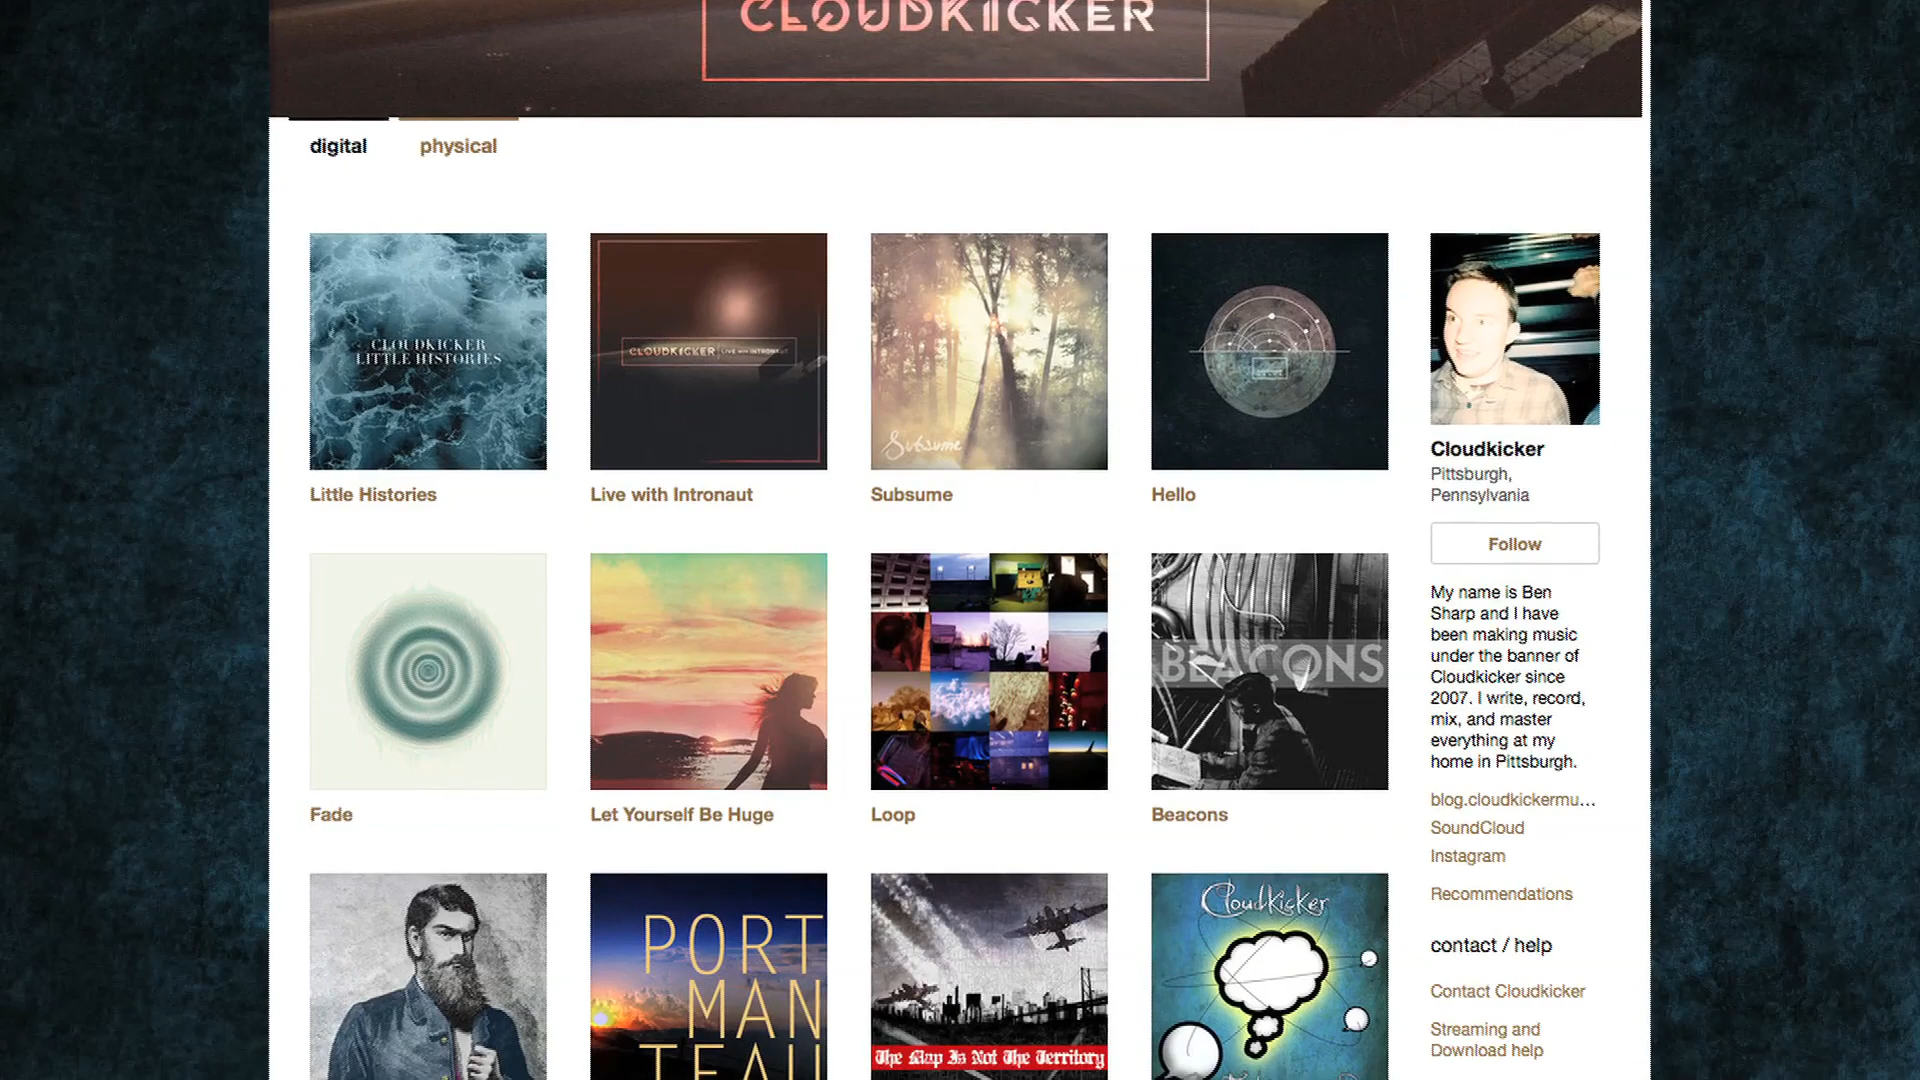 CLOUDKICKER
digital
physical
CLOUDKICKER
LITTLE HISTORIES
CLOUDKICKER LIVE WITH INTRONAUT
Subsume
Little Histories
Live with Intronaut
Subsume
Hello
BEACONS
Fade
Let Yourself Be Huge
Loop
Beacons
PORT
MAN
TEAU
The Map Is Not The Territory
Cloudkicker
Cloudkicker
Pittsburgh,
Pennsylvania
Follow
My name is Ben
Sharp and I have
been making music
under the banner of
Cloudkicker since
2007. I write, record,
mix, and master
everything at my
home in Pittsburgh.
blog.cloudkickermu...
SoundCloud
Instagram
Recommendations
contact / help
Contact Cloudkicker
Streaming and
Download help